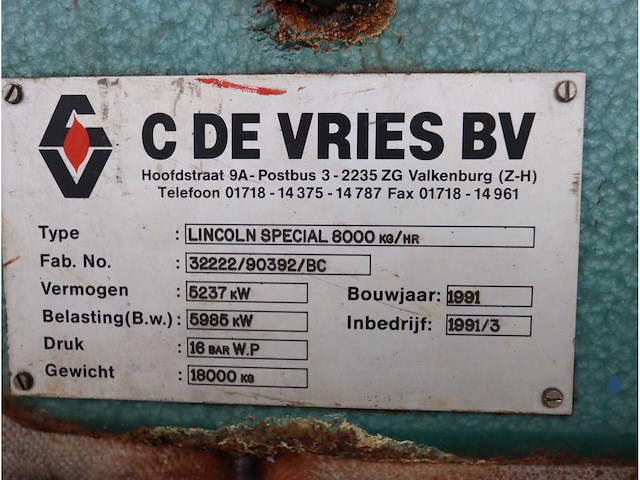 C DE VRIES BV
Hoofdstraat 9A - Postbus 3 - 2235 ZG Valkenburg (Z-H)
Telefoon 01718 - 14 375 - 14 787 Fax 01718 - 14 961
Type : LINCOLN SPECIAL 8000 KG/HR
Fab. No. : 32222/90392/BC
Vermogen : 5237 KW Bouwjaar: 1991
Belasting(B.w.) : 5985 KW Inbedrijf: 1991/3
Druk : 16 BAR W.P
Gewicht : 18000 KG